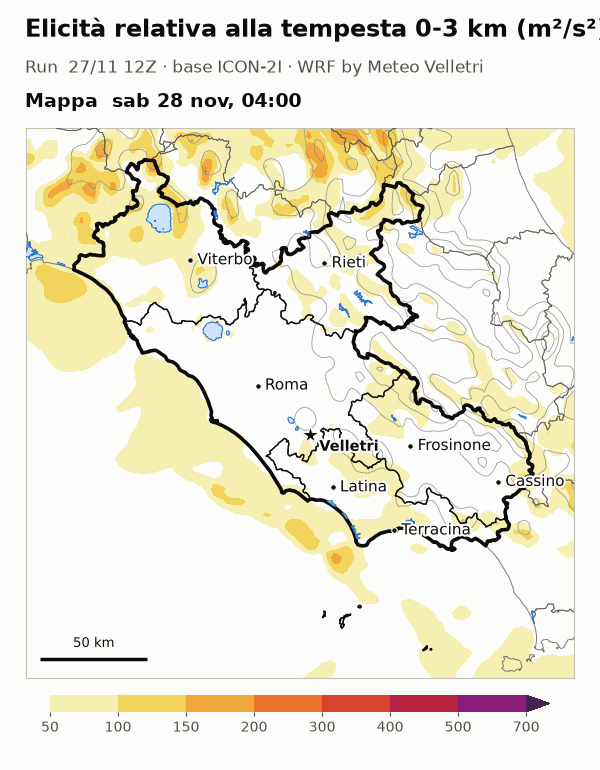 Elicità relativa alla tempesta 0-3 km (m²/s²)
Run  27/11 12Z · base ICON-2I · WRF by Meteo Velletri
Mappa  sab 28 nov, 04:00
Viterbo
Rieti
Roma
Velletri
Frosinone
Latina
Cassino
Terracina
50 km
50 100 150 200 300 400 500 700